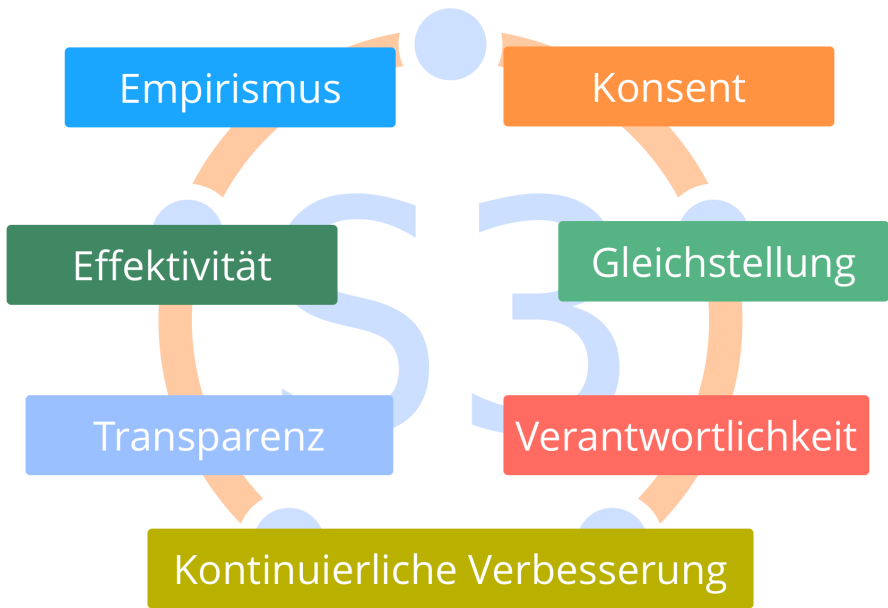 Empirismus
Konsent
S3
Effektivität
Gleichstellung
Transparenz
Verantwortlichkeit
Kontinuierliche Verbesserung